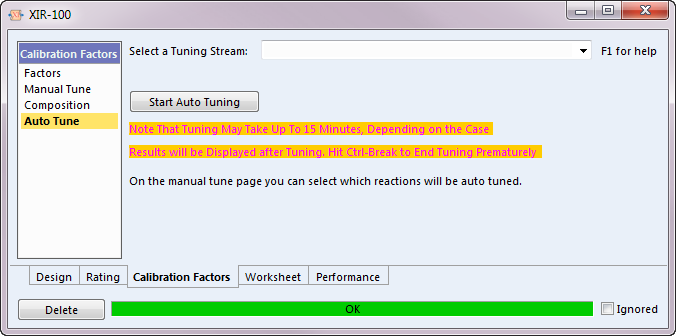 XIR-100
Calibration Factors
Factors
Manual Tune
Composition
Auto Tune
Select a Tuning Stream:
F1 for help
Start Auto Tuning
Note That Tuning May Take Up To 15 Minutes, Depending on the Case
Results will be Displayed after Tuning. Hit Ctrl-Break to End Tuning Prematurely
On the manual tune page you can select which reactions will be auto tuned.
Design Rating Calibration Factors Worksheet Performance
Delete OK Ignored